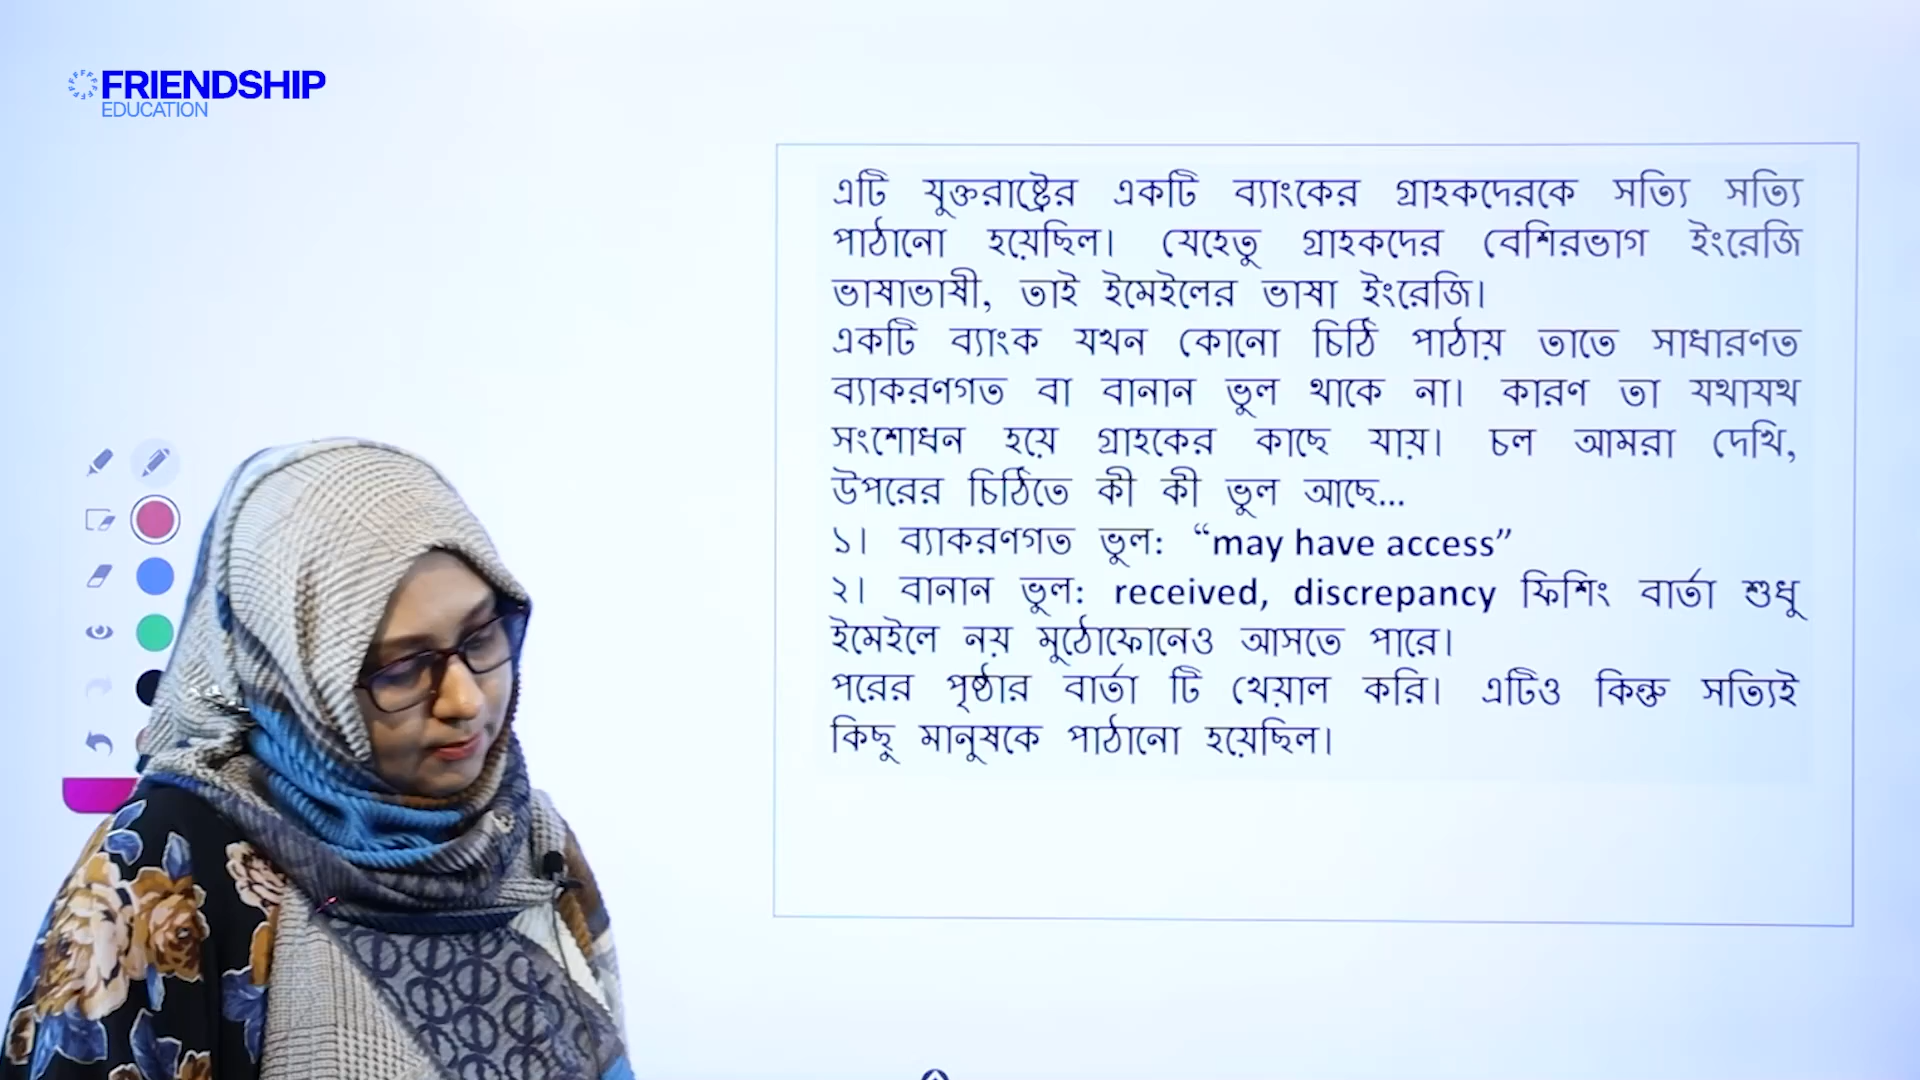 FRIENDSHIP
EDUCATION
এটি যুক্তরাষ্ট্রের একটি ব্যাংকের গ্রাহকদেরকে সত্যি সত্যি
পাঠানো হয়েছিল। যেহেতু গ্রাহকদের বেশিরভাগ ইংরেজি
ভাষাভাষী, তাই ইমেইলের ভাষা ইংরেজি।
একটি ব্যাংক যখন কোনো চিঠি পাঠায় তাতে সাধারণত
ব্যাকরণগত বা বানান ভুল থাকে না। কারণ তা যথাযথ
সংশোধন হয়ে গ্রাহকের কাছে যায়। চল আমরা দেখি,
উপরের চিঠিতে কী কী ভুল আছে...
১। ব্যাকরণগত ভুল: “may have access”
২। বানান ভুল: received, discrepancy ফিশিং বার্তা শুধু
ইমেইলে নয় মুঠোফোনেও আসতে পারে।
পরের পৃষ্ঠার বার্তা টি খেয়াল করি। এটিও কিন্তু সত্যিই
কিছু মানুষকে পাঠানো হয়েছিল।